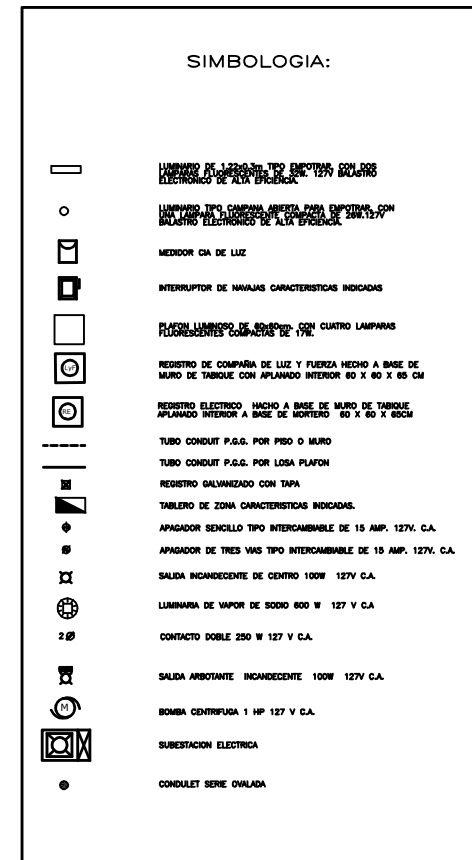 SIMBOLOGIA:
LUMINARIO DE 1.22x0.3m TIPO EMPOTRAR, CON DOS
LAMPARAS FLUORESCENTES DE 32W. 127V BALASTRO
ELECTRONICO DE ALTA EFICIENCIA.
LUMINARIO TIPO CAMPANA ABIERTA PARA EMPOTRAR, CON
UNA LAMPARA FLUORESCENTE COMPACTA DE 26W.127V
BALASTRO ELECTRONICO DE ALTA EFICIENCIA.
MEDIDOR CIA DE LUZ
INTERRUPTOR DE NAVAJAS CARACTERISTICAS INDICADAS
PLAFON LUMINOSO DE 60x60cm. CON CUATRO LAMPARAS
FLUORESCENTES COMPACTAS DE 17W.
LyF REGISTRO DE COMPAÑIA DE LUZ Y FUERZA HECHO A BASE DE
MURO DE TABIQUE CON APLANADO INTERIOR 60 X 60 X 65 CM
RE REGISTRO ELECTRICO HACHO A BASE DE MURO DE TABIQUE
APLANADO INTERIOR A BASE DE MORTERO 60 X 60 X 65CM
TUBO CONDUIT P.G.G. POR PISO O MURO
TUBO CONDUIT P.G.G. POR LOSA PLAFON
REGISTRO GALVANIZADO CON TAPA
TABLERO DE ZONA CARACTERISTICAS INDICADAS.
APAGADOR SENCILLO TIPO INTERCAMBIABLE DE 15 AMP. 127V. C.A.
APAGADOR DE TRES VIAS TIPO INTERCAMBIABLE DE 15 AMP. 127V. C.A.
SALIDA INCANDECENTE DE CENTRO 100W 127V C.A.
LUMINARIA DE VAPOR DE SODIO 600 W 127 V C.A
2 CONTACTO DOBLE 250 W 127 V C.A.
SALIDA ARBOTANTE INCANDECENTE 100W 127V C.A.
M BOMBA CENTRIFUGA 1 HP 127 V C.A.
SUBESTACION ELECTRICA
CONDULET SERIE OVALADA